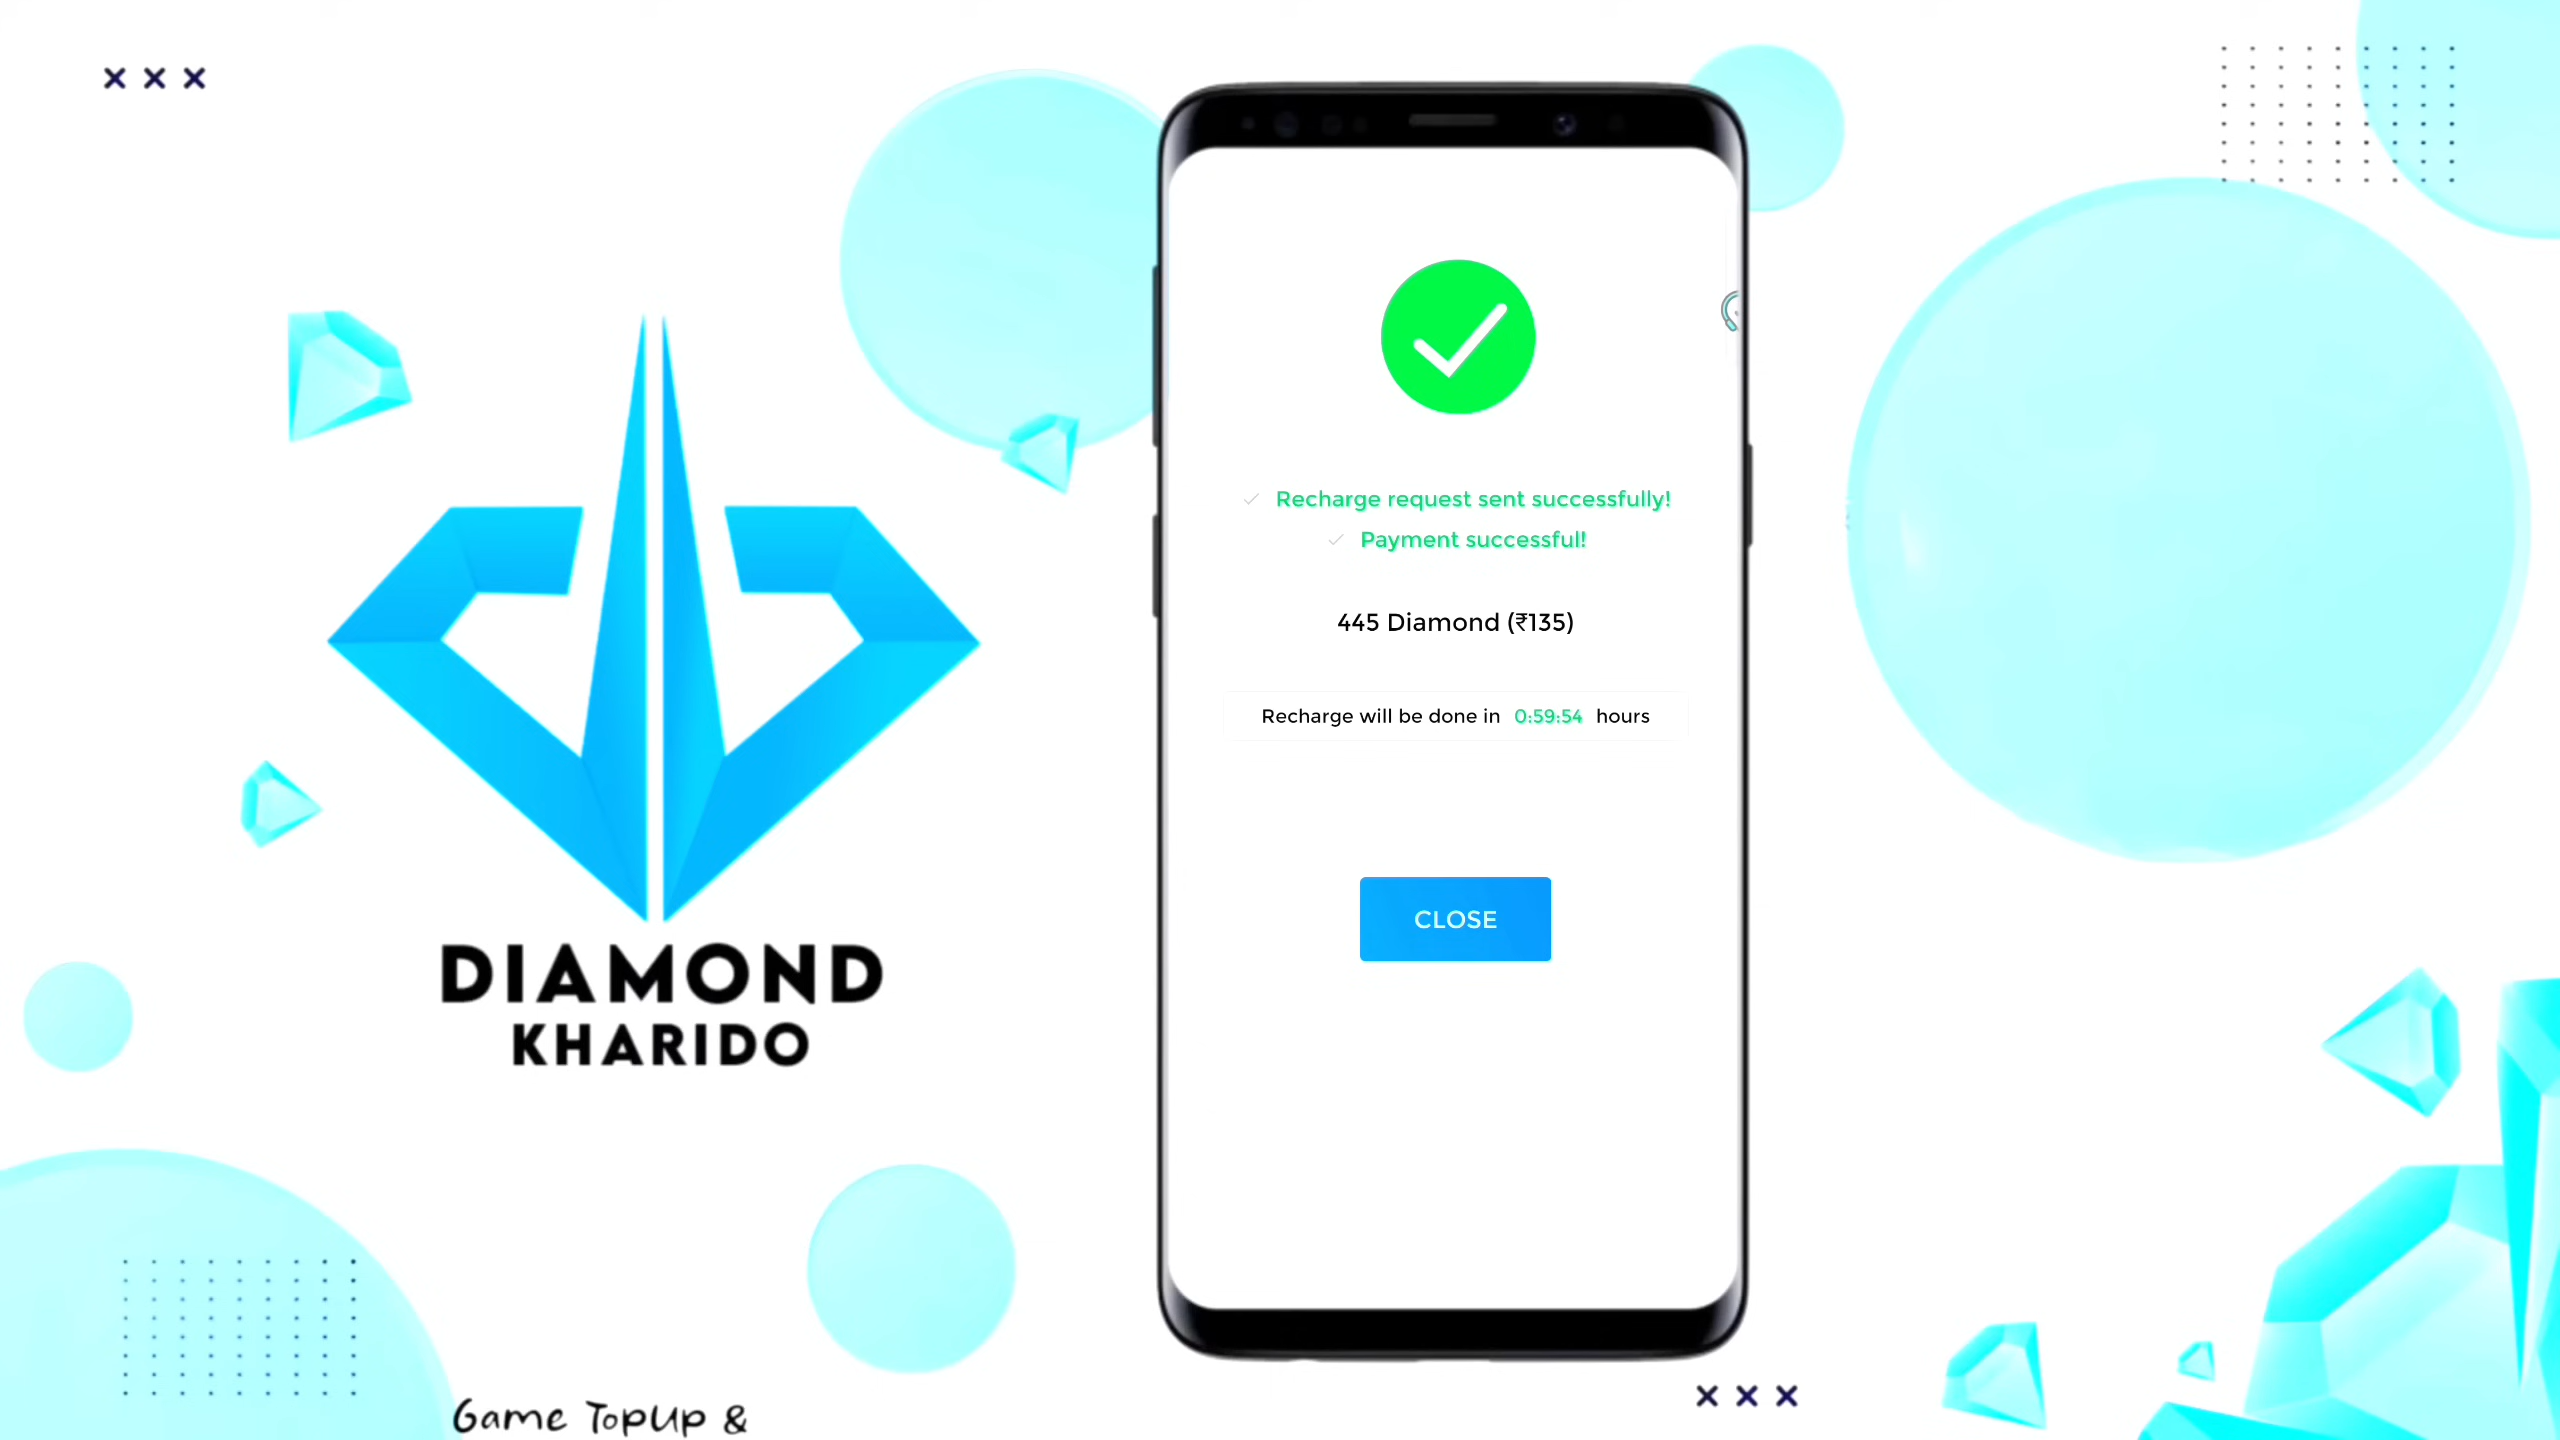 DIAMOND
KHARIDO
Game TopUp &
Recharge request sent successfully!
Payment successful!
445 Diamond (₹135)
Recharge will be done in 0:59:54 hours
CLOSE